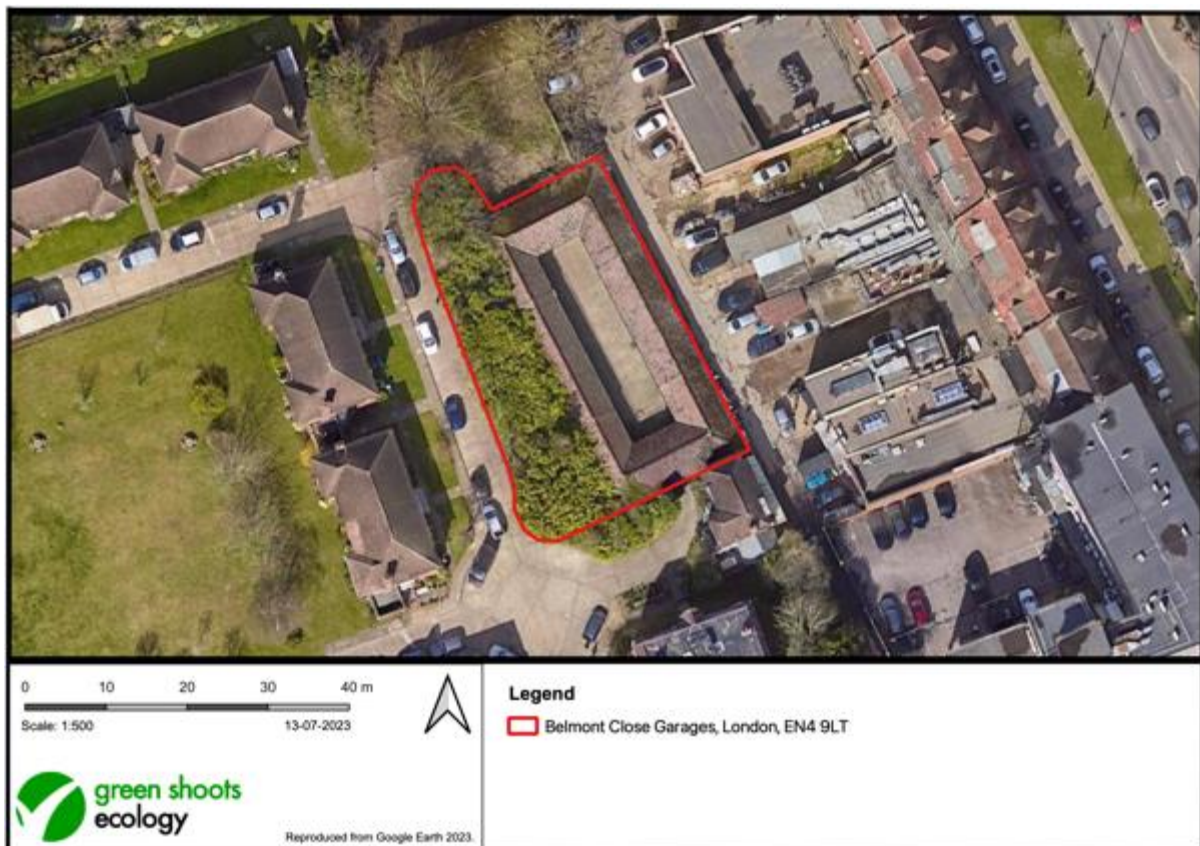 0 10 20 30 40 m
Scale: 1:500 13-07-2023
green shoots
ecology
Reproduced from Google Earth 2023.
Legend
Belmont Close Garages, London, EN4 9LT